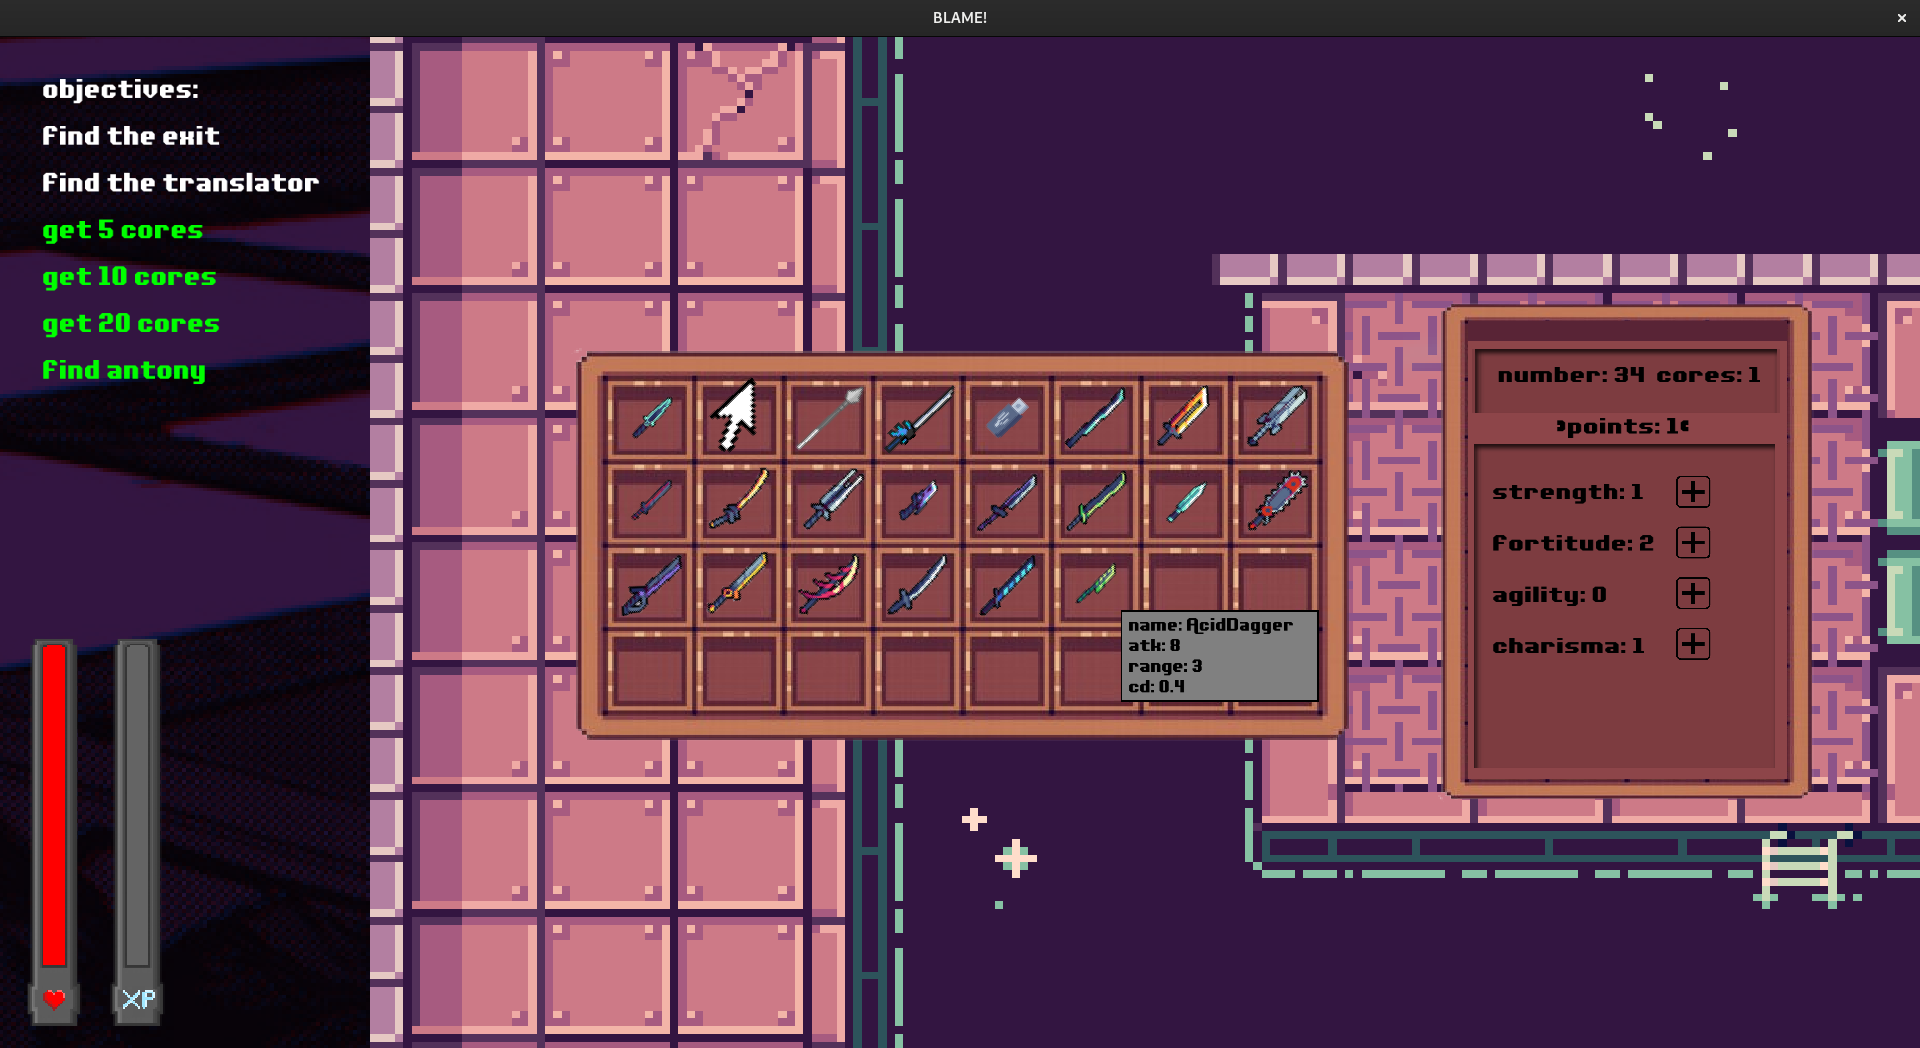 BLAME!
objectives:
find the exit
find the translator
get 5 cores
get 10 cores
get 20 cores
find antony
number: 34 cores: 1
points: 1
strength: 1
fortitude: 2
agility: 0
charisma: 1
name: AcidDagger
atk: 8
range: 3
cd: 0.4
XP